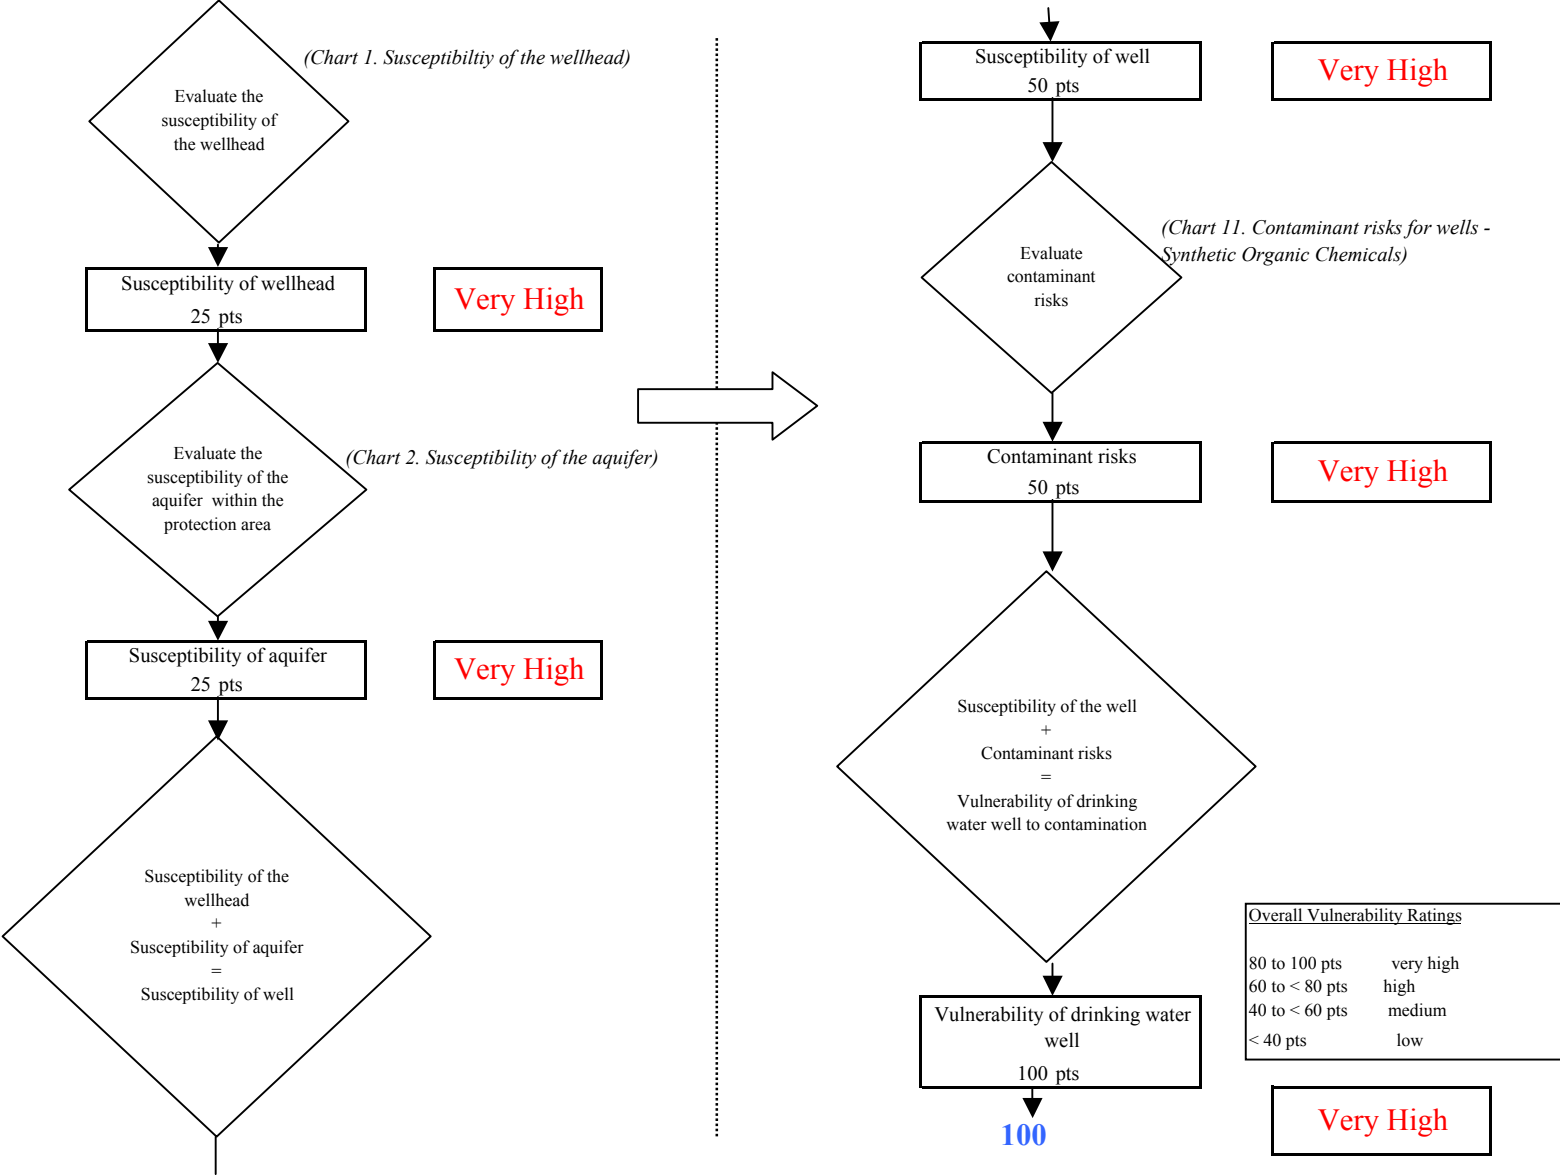 (Chart 1. Susceptibiltiy of the wellhead)
Evaluate the
susceptibility of
the wellhead
Susceptibility of wellhead
25 pts
Very High
Evaluate the
susceptibility of the
aquifer within the
protection area
(Chart 2. Susceptibility of the aquifer)
Susceptibility of aquifer
25 pts
Very High
Susceptibility of the
wellhead
+
Susceptibility of aquifer
=
Susceptibility of well
Susceptibility of well
50 pts
Very High
(Chart 11. Contaminant risks for wells -
Synthetic Organic Chemicals)
Evaluate
contaminant
risks
Contaminant risks
50 pts
Very High
Susceptibility of the well
+
Contaminant risks
=
Vulnerability of drinking
water well to contamination
Overall Vulnerability Ratings
80 to 100 pts very high
60 to < 80 pts high
40 to < 60 pts medium
< 40 pts low
Vulnerability of drinking water
well
100 pts
100
Very High